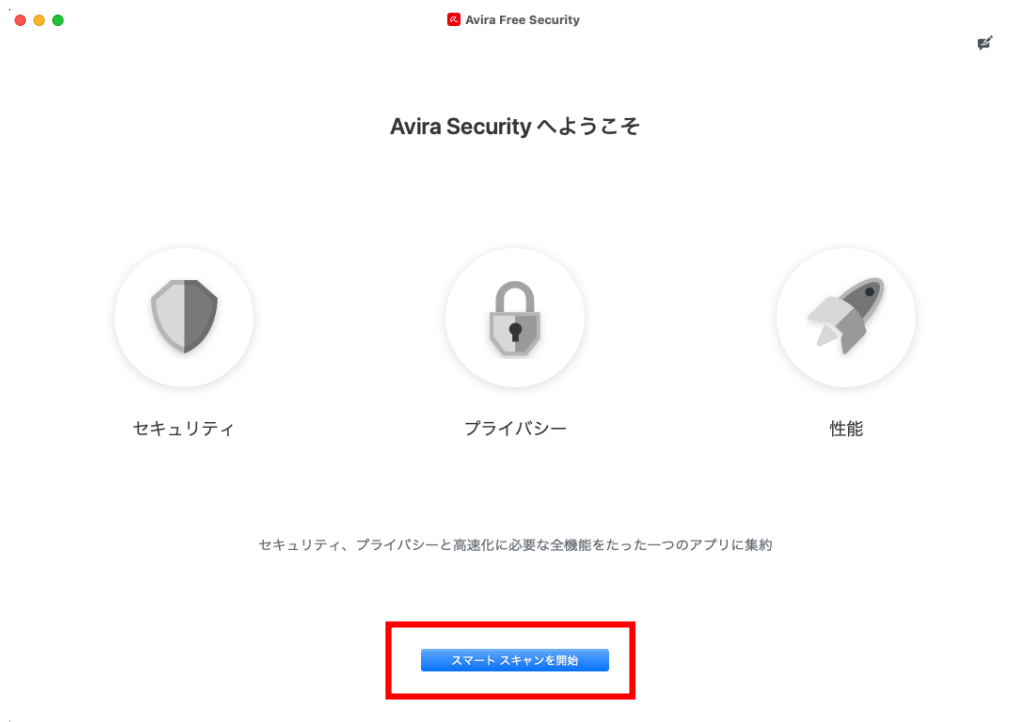 Avira Free Security
Avira Security へようこそ
セキュリティ
プライバシー
性能
セキュリティ、プライバシーと高速化に必要な全機能をたった一つのアプリに集約
スマート スキャンを開始